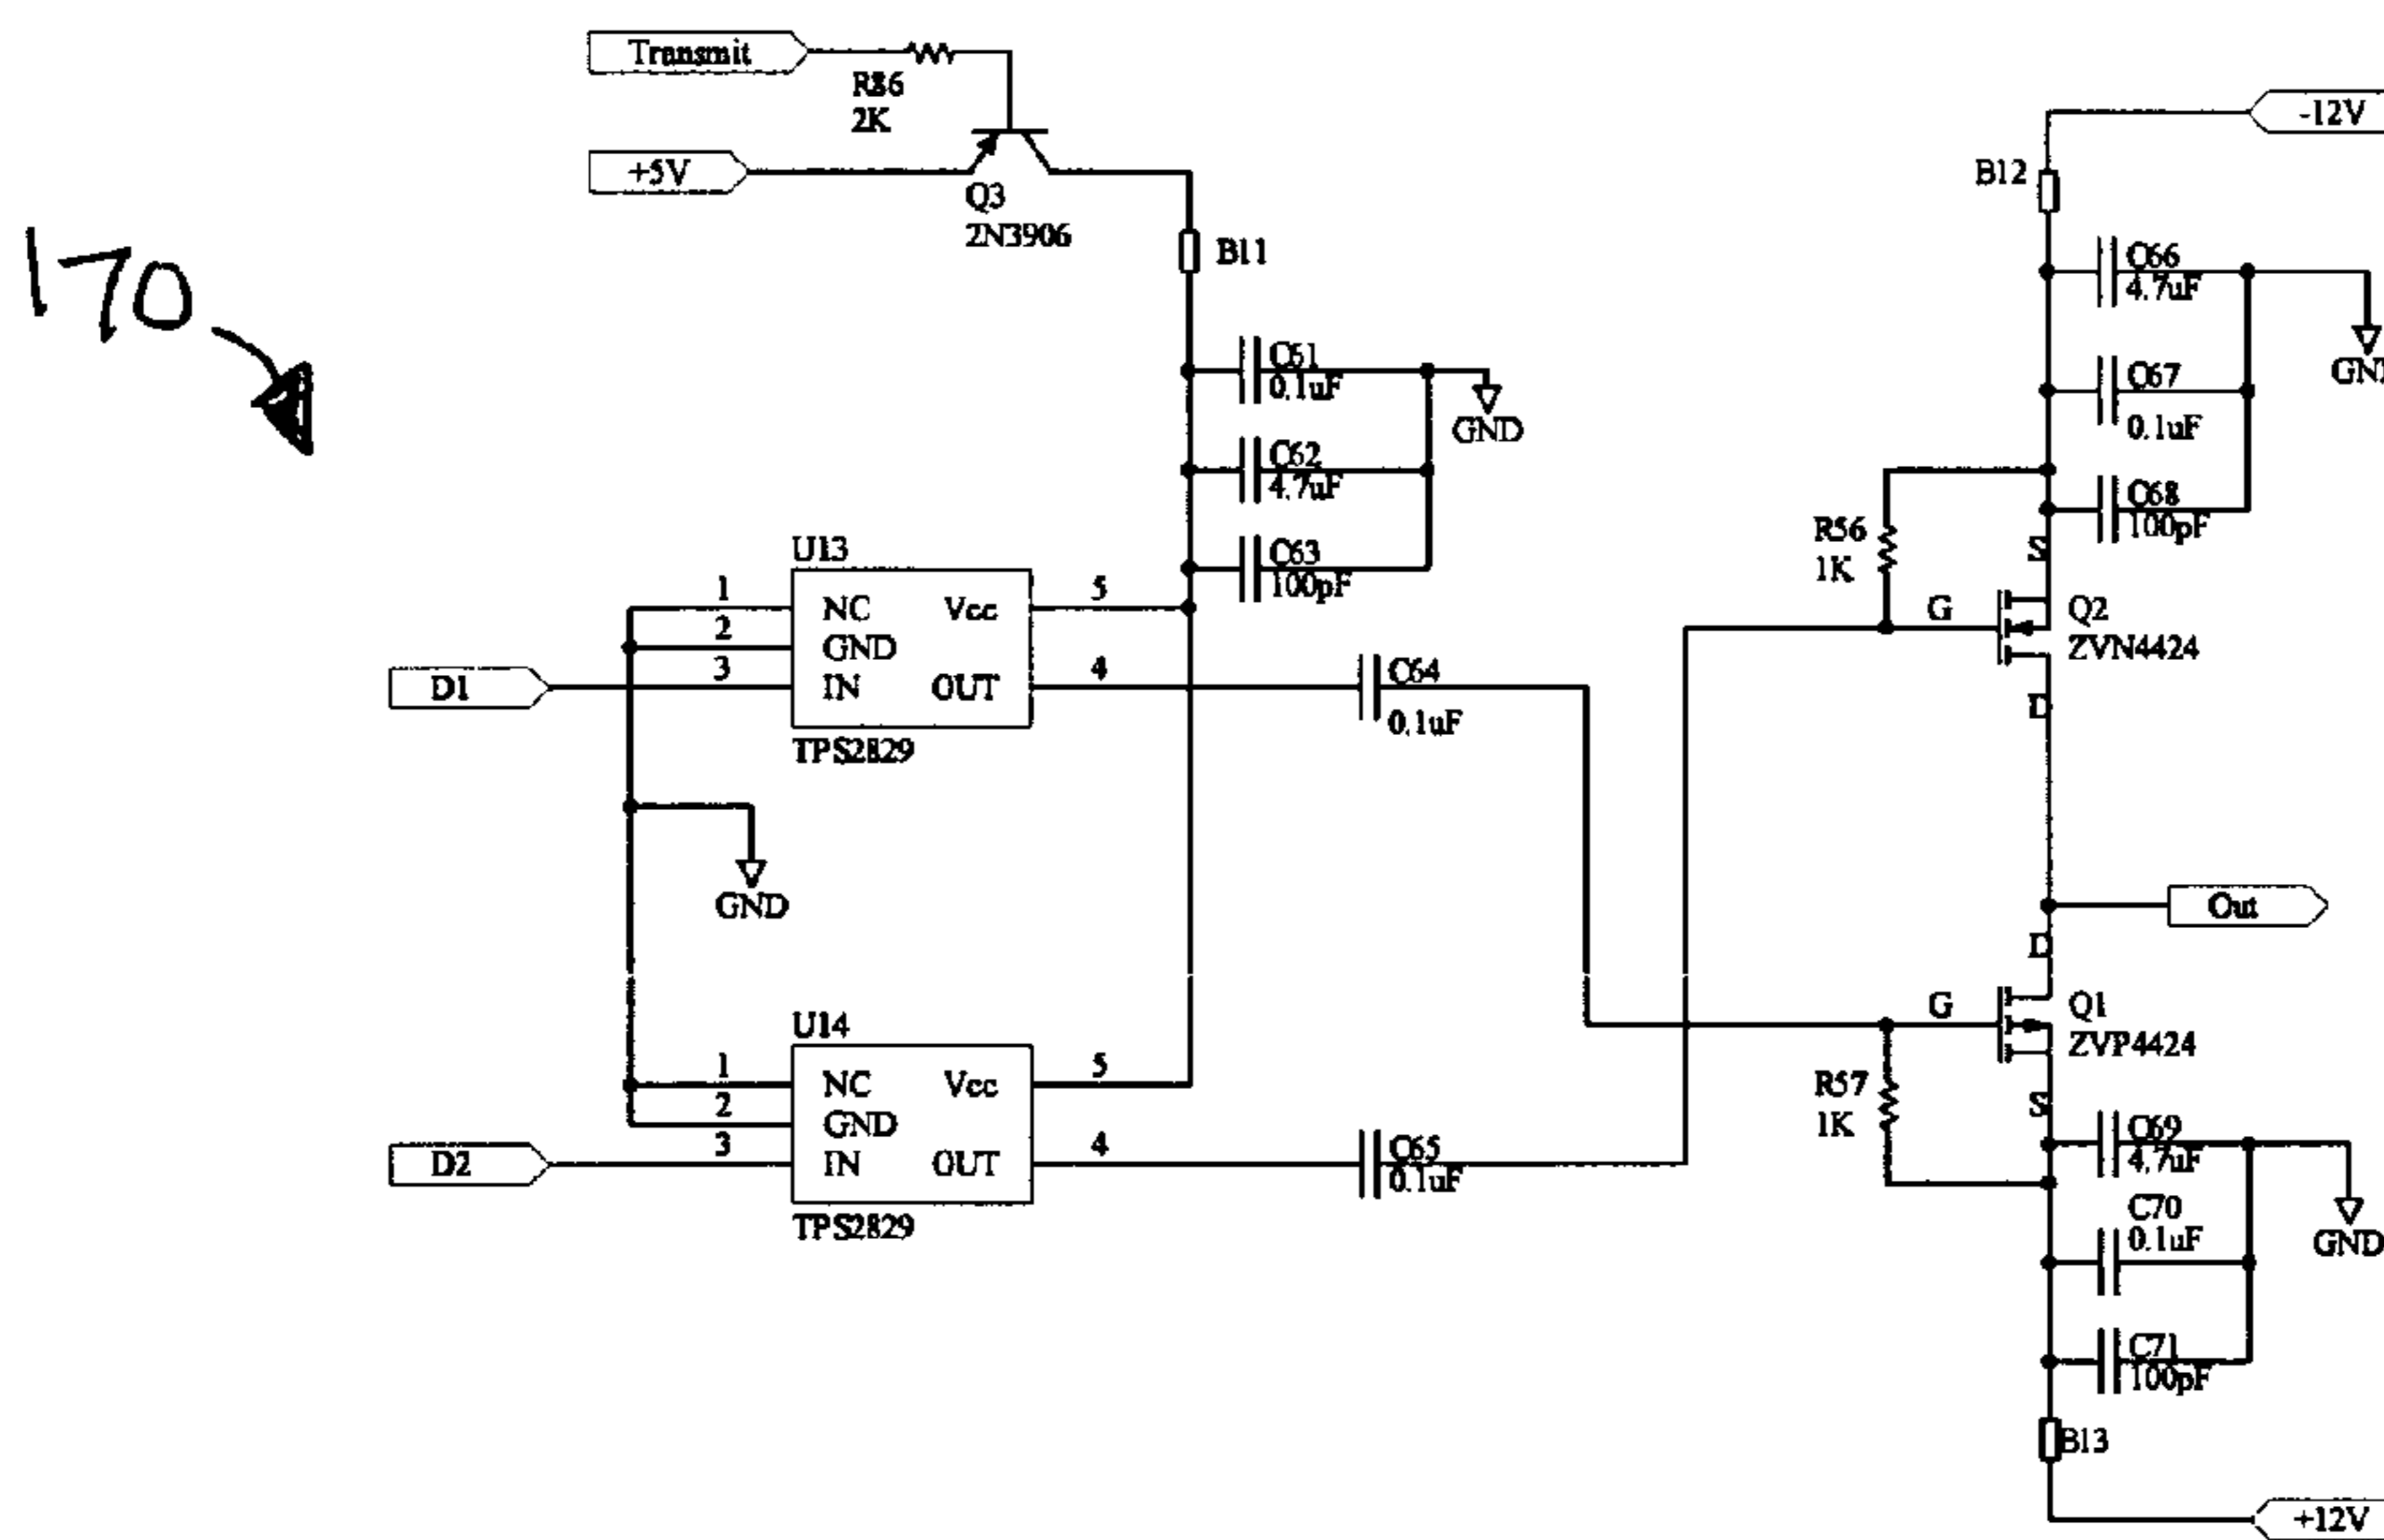 Transmit
R86
2K
+5V
Q3
2N3906
B11
170
C61
0.1uF
GND
C62
4.7uF
C63
100pF
U13
1
2
3
NC
GND
IN
Vcc
OUT
5
4
TPS2829
D1
C64
0.1uF
GND
U14
1
2
3
NC
GND
IN
Vcc
OUT
5
4
TPS2829
D2
C65
0.1uF
-12V
B12
C66
4.7uF
GND
C67
0.1uF
C68
100pF
R56
1K
S
G
Q2
ZVN4424
D
Out
D
G
Q1
ZVP4424
R57
1K
S
C69
4.7uF
C70
0.1uF
GND
C71
100pF
B13
+12V